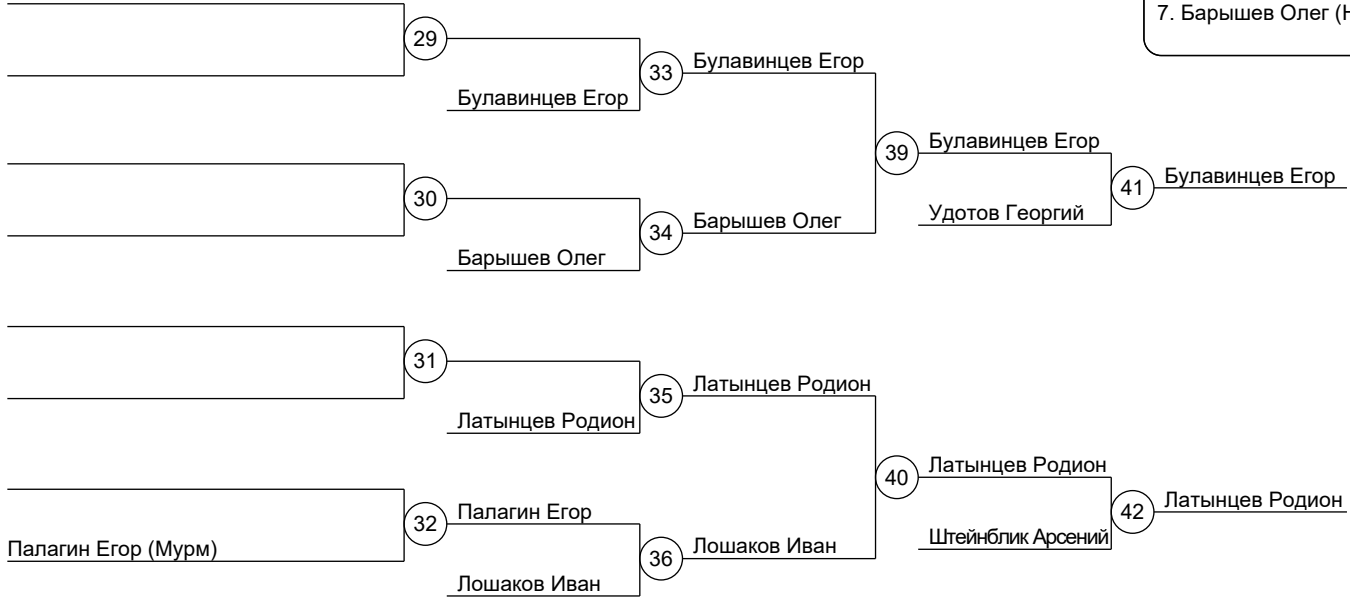 7. Барышев Олег (Н
29
33
Булавинцев Егор
Булавинцев Егор
39
Булавинцев Егор
41
Булавинцев Егор
30
34
Барышев Олег
Удотов Георгий
Барышев Олег
31
35
Латынцев Родион
Латынцев Родион
40
Латынцев Родион
42
Латынцев Родион
Палагин Егор (Мурм)
32
Палагин Егор
36
Лошаков Иван
Штейнблик Арсений
Лошаков Иван